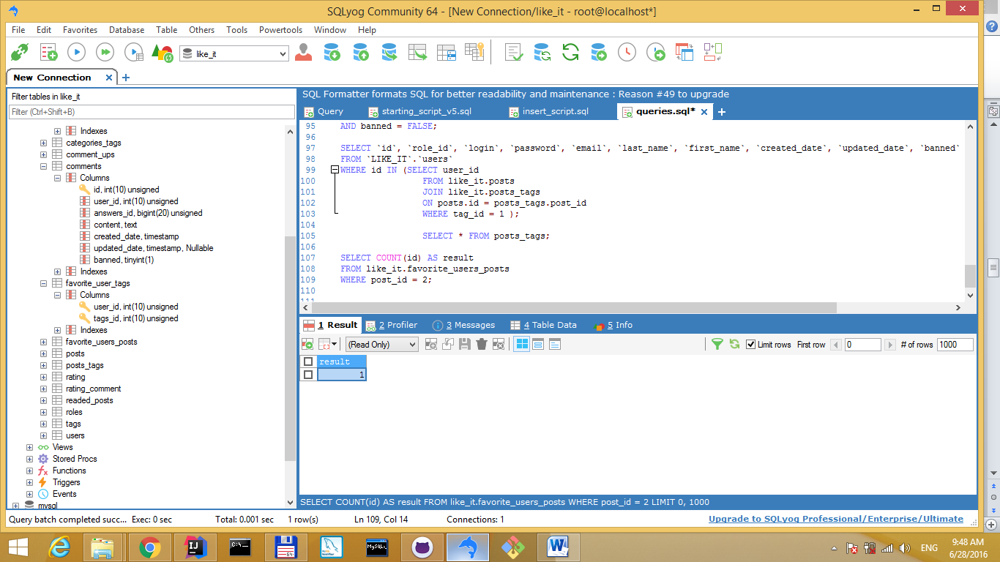 SQLyog Community 64 - [New Connection/like_it - root@localhost*]
File Edit Favorites Database Table Others Tools Powertools Window Help
like_it
New Connection
Filter tables in like_it
Filter (Ctrl+Shift+B)
Indexes
categories_tags
comment_ups
comments
Columns
id, int(10) unsigned
user_id, int(10) unsigned
answers_id, bigint(20) unsigned
content, text
created_date, timestamp
updated_date, timestamp, Nullable
banned, tinyint(1)
Indexes
favorite_user_tags
Columns
user_id, int(10) unsigned
tags_id, int(10) unsigned
Indexes
favorite_users_posts
posts
posts_tags
rating
rating_comment
readed_posts
roles
tags
users
Views
Stored Procs
Functions
Triggers
Events
mysql
SQL Formatter formats SQL for better readability and maintenance : Reason #49 to upgrade
Query starting_script_v5.sql insert_script.sql queries.sql*
95 AND banned = FALSE;
96
97 SELECT `id`, `role_id`, `login`, `password`, `email`, `last_name`, `first_name`, `created_date`, `updated_date`, `banned`
98 FROM `LIKE_IT`.`users`
99 WHERE id IN (SELECT user_id
100 FROM like_it.posts
101 JOIN like_it.posts_tags
102 ON posts.id = posts_tags.post_id
103 WHERE tag_id = 1 );
104
105 SELECT * FROM posts_tags;
106
107 SELECT COUNT(id) AS result
108 FROM like_it.favorite_users_posts
109 WHERE post_id = 2;
110
111
1 Result 2 Profiler 3 Messages 4 Table Data 5 Info
(Read Only) Limit rows First row 0 # of rows 1000
result
1
SELECT COUNT(id) AS result FROM like_it.favorite_users_posts WHERE post_id = 2 LIMIT 0, 1000
Query batch completed succ... Exec: 0 sec Total: 0.001 sec 1 row(s) Ln 109, Col 14 Connections: 1 Upgrade to SQLyog Professional/Enterprise/Ultimate
ENG
9:48 AM
6/28/2016